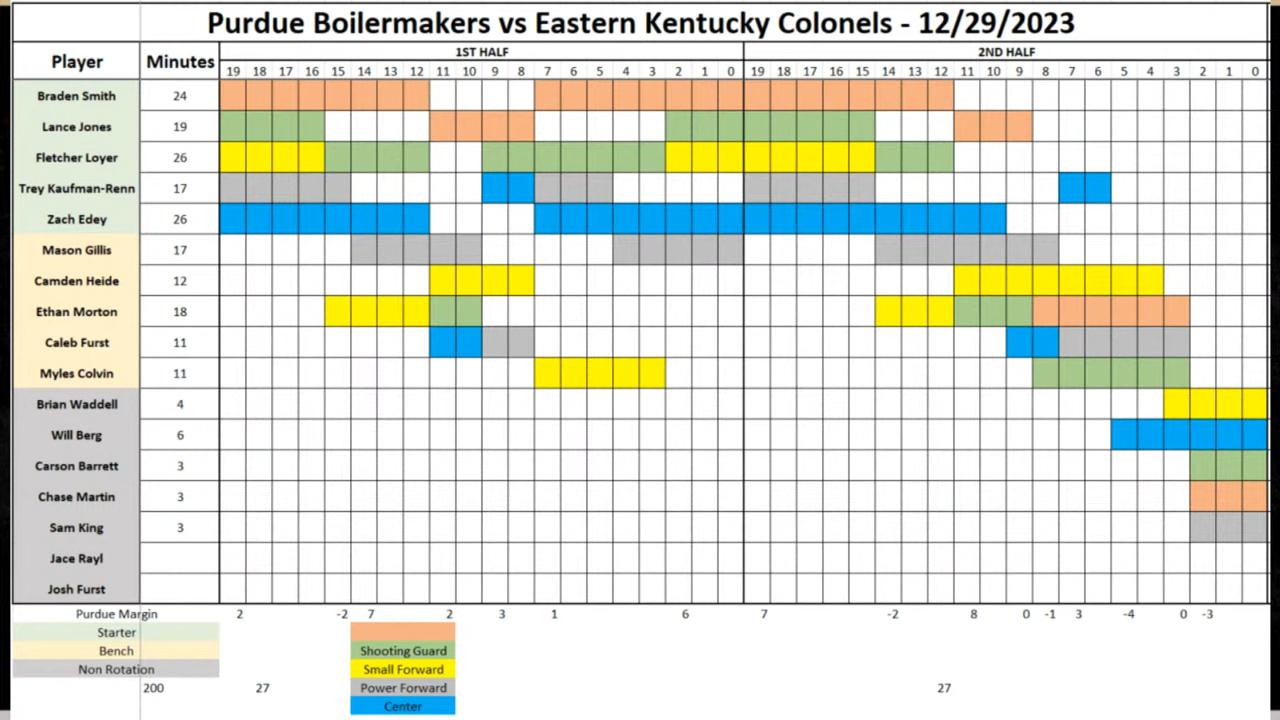 Purdue Boilermakers vs Eastern Kentucky Colonels - 12/29/2023
Player Minutes 1ST HALF 2ND HALF
19 18 17 16 15 14 13 12 11 10 9 8 7 6 5 4 3 2 1 0 19 18 17 16 15 14 13 12 11 10 9 8 7 6 5 4 3 2 1 0
Braden Smith 24
Lance Jones 19
Fletcher Loyer 26
Trey Kaufman-Renn 17
Zach Edey 26
Mason Gillis 17
Camden Heide 12
Ethan Morton 18
Caleb Furst 11
Myles Colvin 11
Brian Waddell 4
Will Berg 6
Carson Barrett 3
Chase Martin 3
Sam King 3
Jace Rayl
Josh Furst
Purdue Margin 2 -2 7 2 3 1 6 7 -2 8 0 -1 3 -4 0 -3
Starter
Bench Shooting Guard
Non Rotation Small Forward
200 27 Power Forward 27
Center